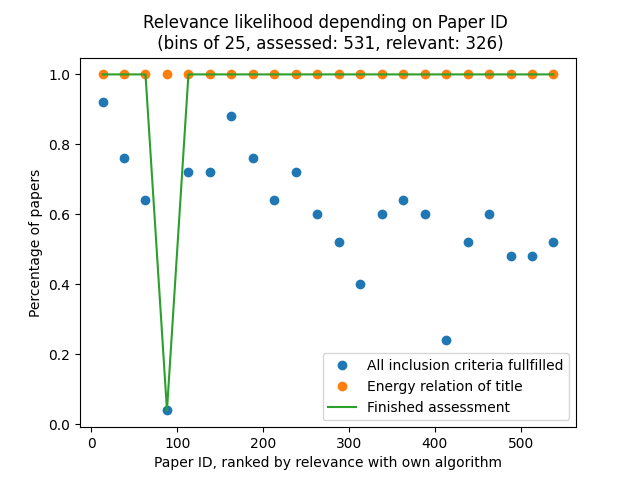 Relevance likelihood depending on Paper ID
(bins of 25, assessed: 531, relevant: 326)
1.0
0.8
0.6
0.4
0.2
0.0
Percentage of papers
All inclusion criteria fullfilled
Energy relation of title
Finished assessment
0 100 200 300 400 500
Paper ID, ranked by relevance with own algorithm